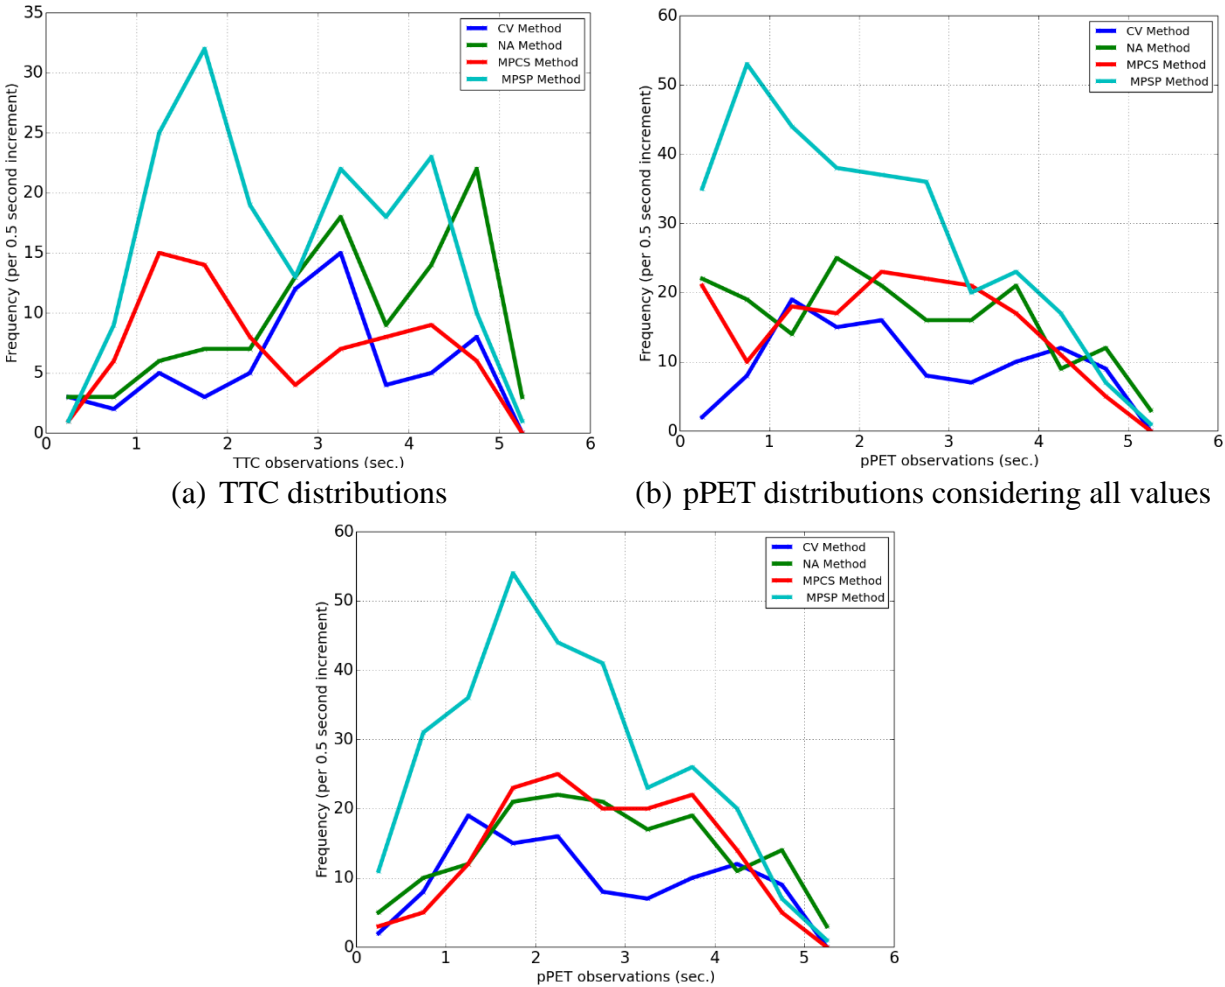 35
30
25
20
15
10
5
0
Frequency (per 0.5 second increment)
CV Method
NA Method
MPCS Method
MPSP Method
0 1 2 3 4 5 6
TTC observations (sec.)
(a) TTC distributions
60
50
40
30
20
10
0
Frequency (per 0.5 second increment)
CV Method
NA Method
MPCS Method
MPSP Method
0 1 2 3 4 5 6
pPET observations (sec.)
(b) pPET distributions considering all values
60
50
40
30
20
10
0
Frequency (per 0.5 second increment)
CV Method
NA Method
MPCS Method
MPSP Method
0 1 2 3 4 5 6
pPET observations (sec.)